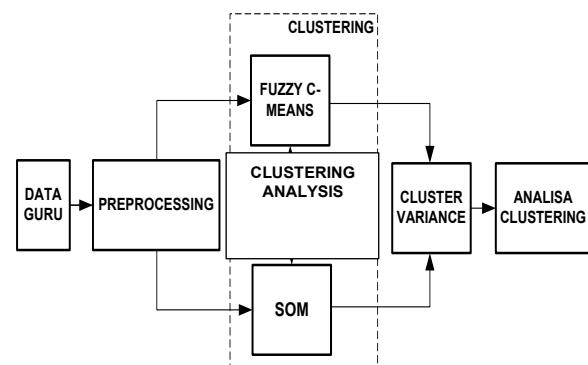 CLUSTERING
FUZZY C-
MEANS
CLUSTERING
ANALYSIS
DATA
GURU
PREPROCESSING
CLUSTER
VARIANCE
ANALISA
CLUSTERING
SOM